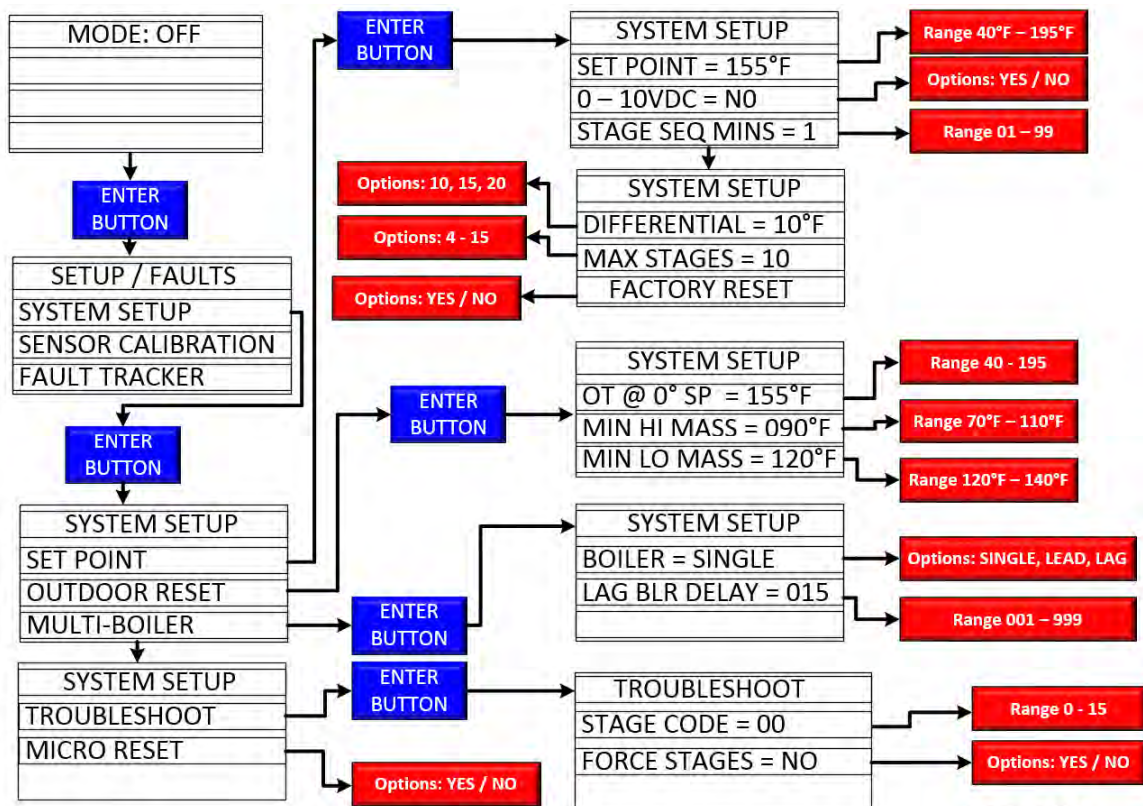 MODE: OFF
ENTER
BUTTON
SETUP / FAULTS
SYSTEM SETUP
SENSOR CALIBRATION
FAULT TRACKER
ENTER
BUTTON
SYSTEM SETUP
SET POINT
OUTDOOR RESET
MULTI-BOILER
SYSTEM SETUP
TROUBLESHOOT
MICRO RESET
ENTER
BUTTON
SYSTEM SETUP
SET POINT = 155°F
0 – 10VDC = N0
STAGE SEQ MINS = 1
Range 40°F – 195°F
Options: YES / NO
Range 01 – 99
SYSTEM SETUP
DIFFERENTIAL = 10°F
MAX STAGES = 10
FACTORY RESET
Options: 10, 15, 20
Options: 4 - 15
Options: YES / NO
ENTER
BUTTON
SYSTEM SETUP
OT @ 0° SP = 155°F
MIN HI MASS = 090°F
MIN LO MASS = 120°F
Range 40 - 195
Range 70°F – 110°F
Range 120°F – 140°F
ENTER
BUTTON
SYSTEM SETUP
BOILER = SINGLE
LAG BLR DELAY = 015
Options: SINGLE, LEAD, LAG
Range 001 – 999
ENTER
BUTTON
TROUBLESHOOT
STAGE CODE = 00
FORCE STAGES = NO
Range 0 - 15
Options: YES / NO
Options: YES / NO